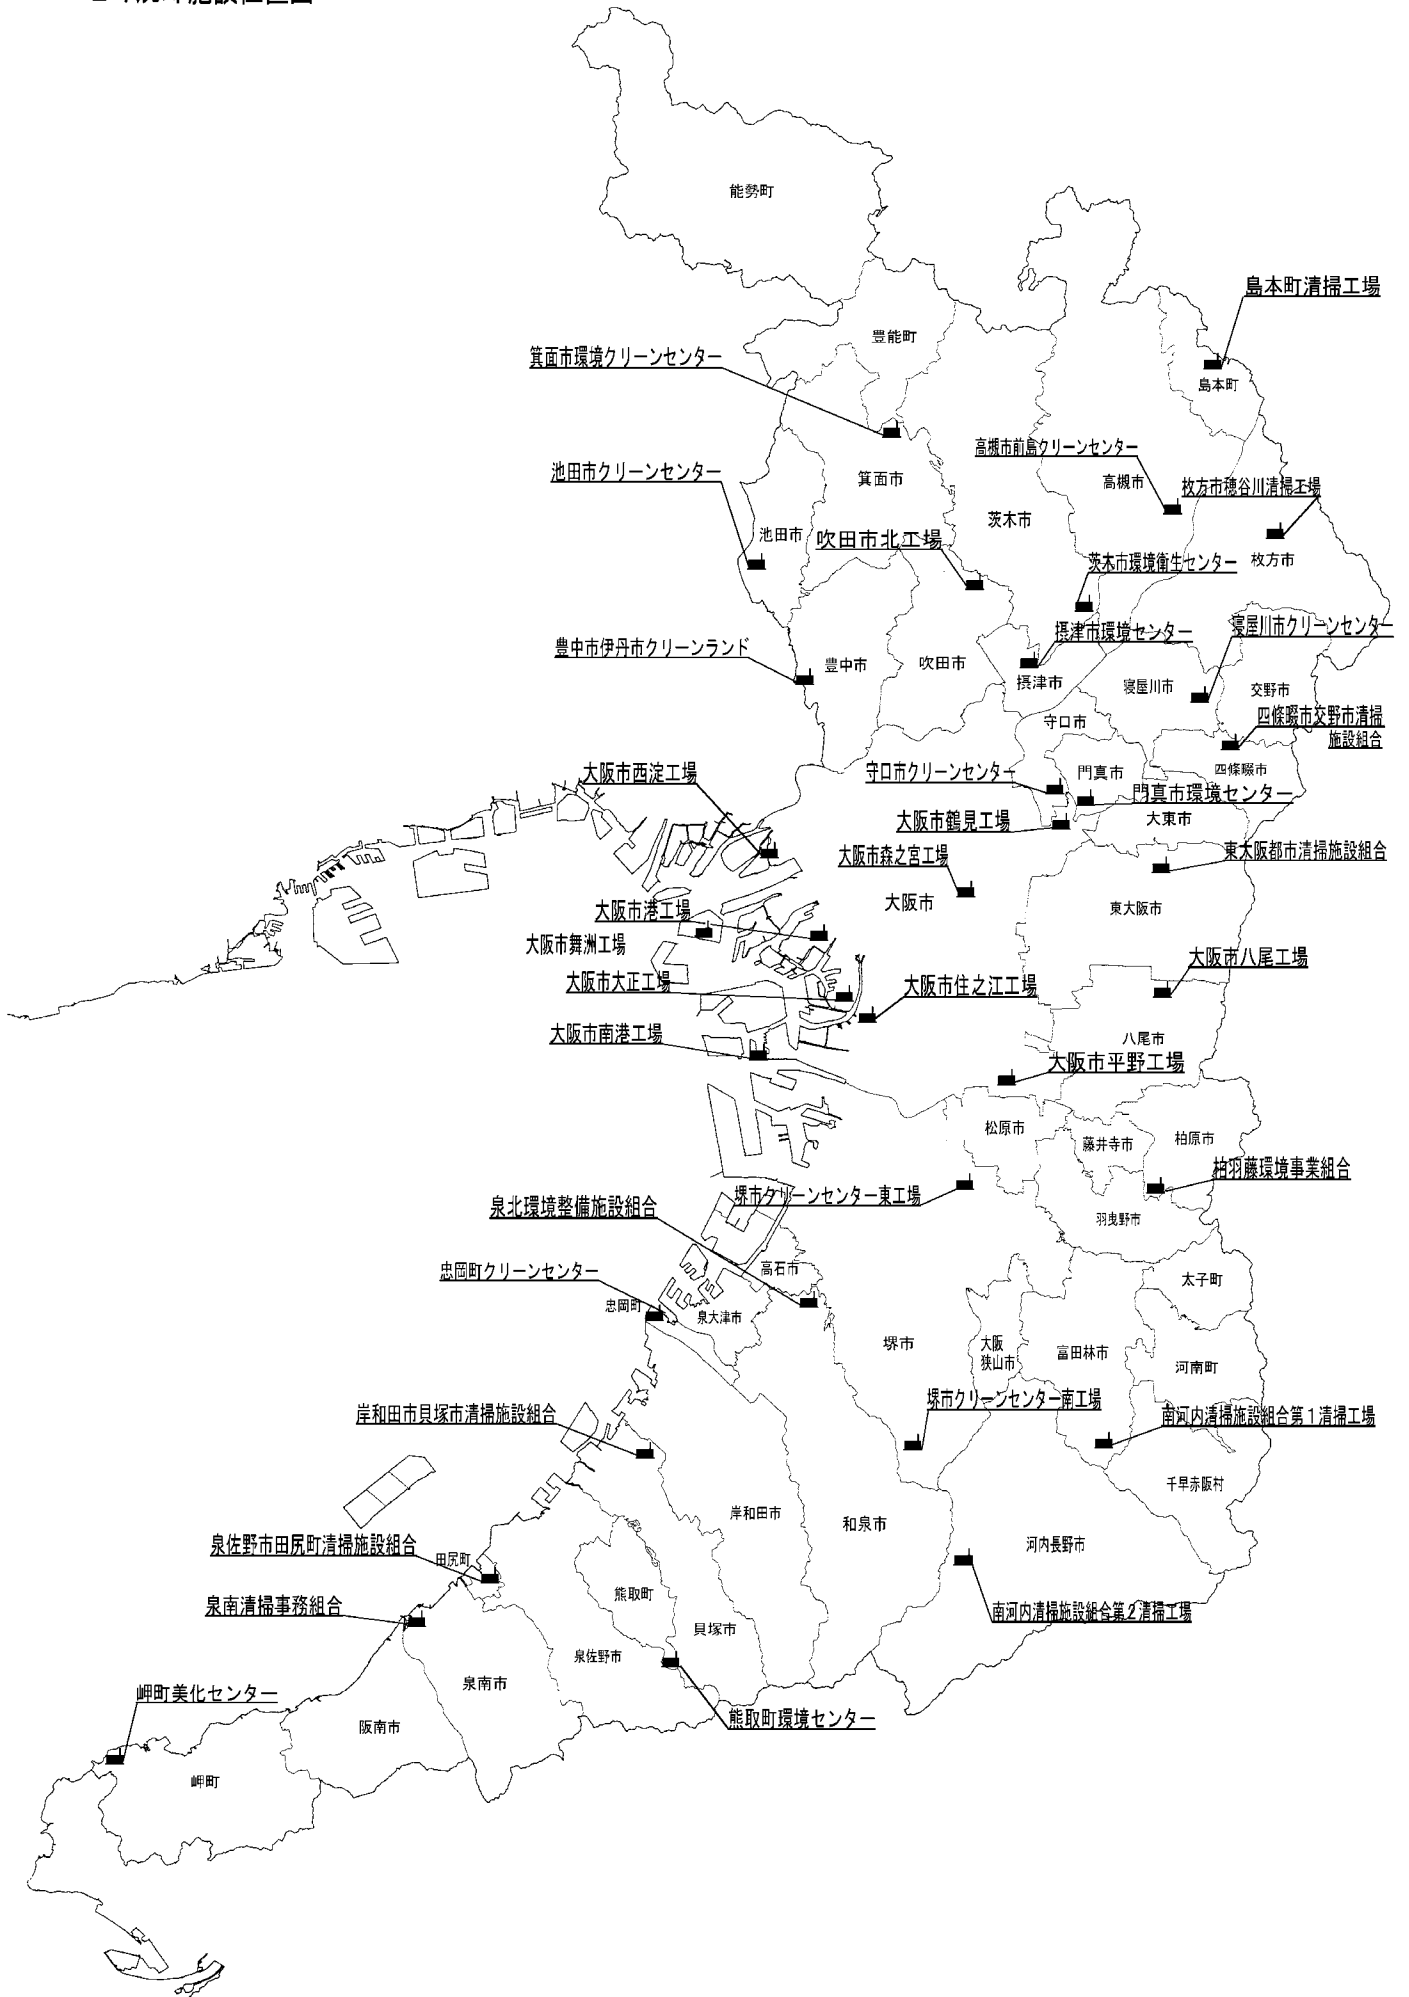 能勢町
島本町清掃工場
豊能町
箕面市環境クリーンセンター
島本町
高槻市前島クリーンセンター
池田市クリーンセンター
箕面市
高槻市
枚方市穂谷川清掃工場
茨木市
池田市
吹田市北工場
枚方市
茨木市環境衛生センター
寝屋川市クリーンセンター
摂津市環境センター
豊中市伊丹市クリーンランド
豊中市
吹田市
摂津市
寝屋川市
交野市
守口市
四條畷市交野市清掃
施設組合
大阪市西淀工場
守口市クリーンセンター
門真市
四條畷市
門真市環境センター
大阪市鶴見工場
大東市
大阪市森之宮工場
東大阪都市清掃施設組合
大阪市
東大阪市
大阪市港工場
大阪市舞洲工場
大阪市八尾工場
大阪市大正工場
大阪市住之江工場
大阪市南港工場
八尾市
大阪市平野工場
松原市
藤井寺市
柏原市
柏羽藤環境事業組合
堺市クリーンセンター東工場
泉北環境整備施設組合
羽曳野市
忠岡町クリーンセンター
高石市
太子町
忠岡町
泉大津市
堺市
大阪
狭山市
富田林市
河南町
堺市クリーンセンター南工場
岸和田市貝塚市清掃施設組合
南河内清掃施設組合第1清掃工場
千早赤阪村
岸和田市
和泉市
泉佐野市田尻町清掃施設組合
田尻町
河内長野市
熊取町
泉南清掃事務組合
南河内清掃施設組合第2清掃工場
貝塚市
泉佐野市
泉南市
岬町美化センター
熊取町環境センター
阪南市
岬町